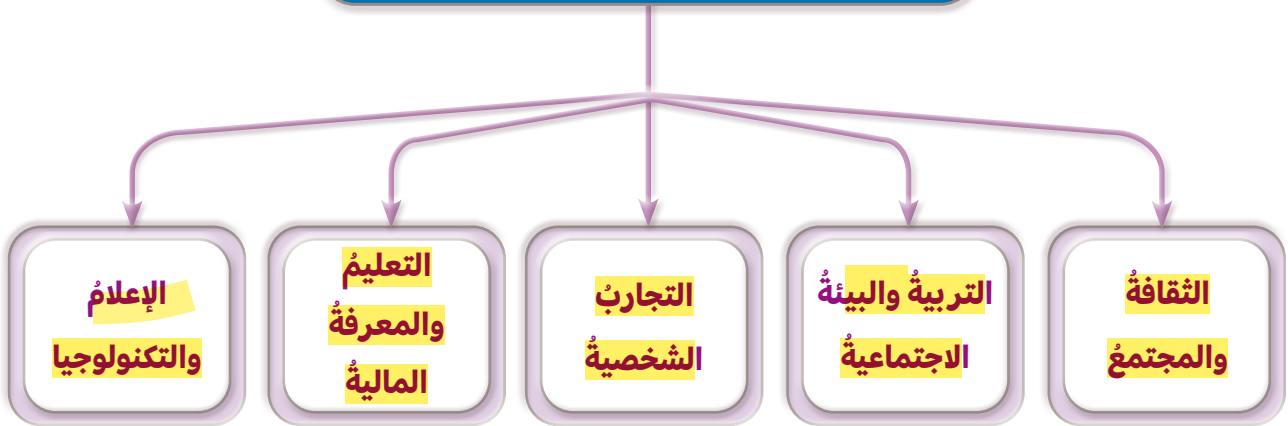 الثقافةُ
والمجتمعُ
التربيةُ والبيئةُ
الاجتماعيةُ
التجاربُ
الشخصيةُ
التعليمُ
والمعرفةُ
الماليةُ
الإعلامُ
والتكنولوجيا